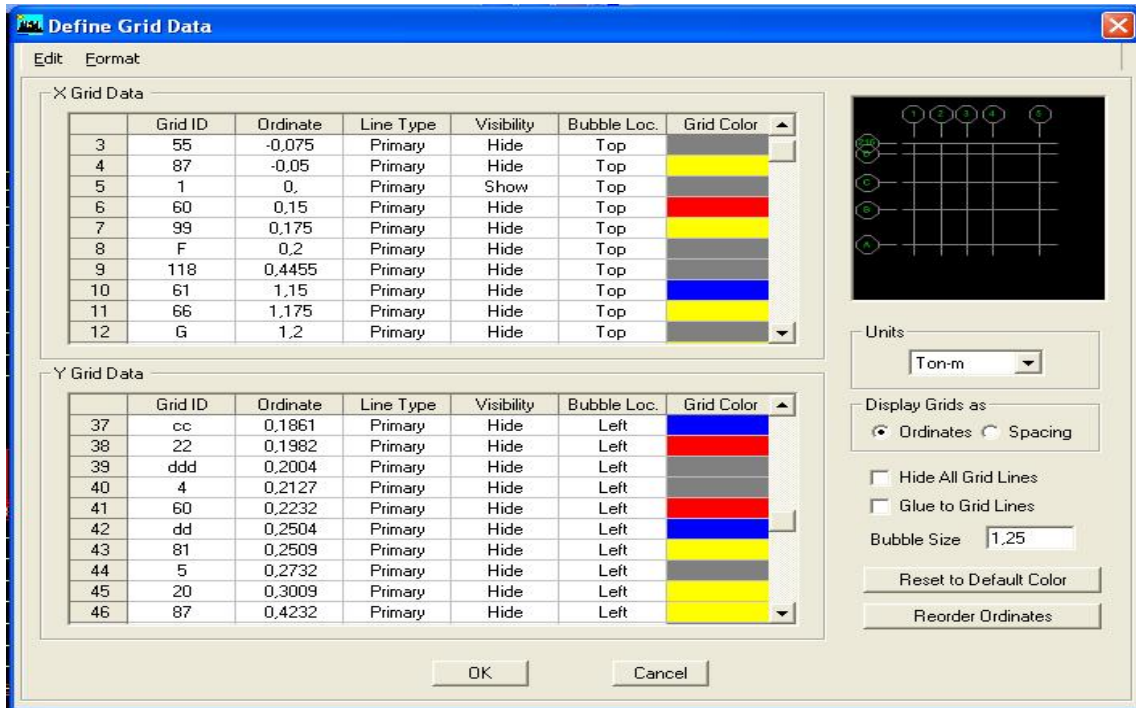 Define Grid Data
Edit Format
X Grid Data
Grid ID Ordinate Line Type Visibility Bubble Loc. Grid Color
3 55 -0,075 Primary Hide Top
4 87 -0,05 Primary Hide Top
5 1 0, Primary Show Top
6 60 0,15 Primary Hide Top
7 99 0,175 Primary Hide Top
8 F 0,2 Primary Hide Top
9 118 0,4455 Primary Hide Top
10 61 1,15 Primary Hide Top
11 66 1,175 Primary Hide Top
12 G 1,2 Primary Hide Top
Y Grid Data
Grid ID Ordinate Line Type Visibility Bubble Loc. Grid Color
37 cc 0,1861 Primary Hide Left
38 22 0,1982 Primary Hide Left
39 ddd 0,2004 Primary Hide Left
40 4 0,2127 Primary Hide Left
41 60 0,2232 Primary Hide Left
42 dd 0,2504 Primary Hide Left
43 81 0,2509 Primary Hide Left
44 5 0,2732 Primary Hide Left
45 20 0,3009 Primary Hide Left
46 87 0,4232 Primary Hide Left
OK Cancel
1 2 3 4 5
D
C
B
A
Units
Ton-m
Display Grids as
Ordinates Spacing
Hide All Grid Lines
Glue to Grid Lines
Bubble Size 1,25
Reset to Default Color
Reorder Ordinates